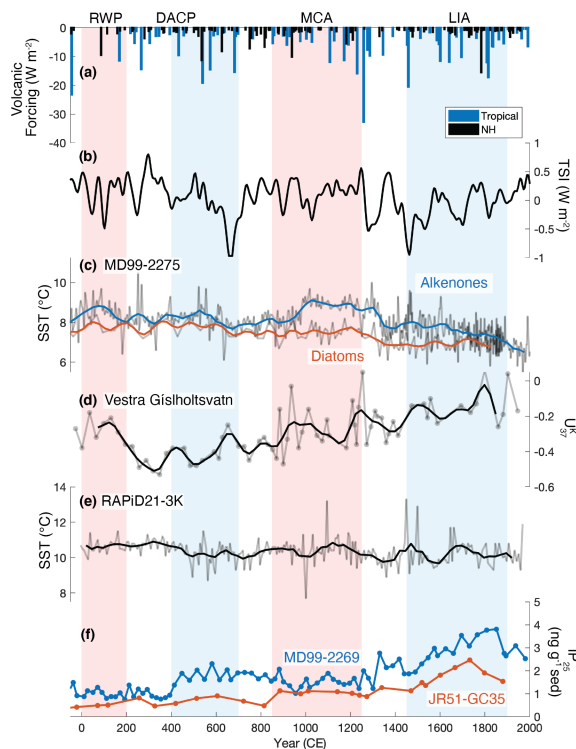 RWP DACP MCA LIA
0
-10
-20
-30
-40
Volcanic
Forcing (W m-2)
(a)
Tropical
NH
(b)
1
0.5
0
-0.5
-1
TSI (W m-2)
(c) MD99-2275
10
8
6
SST (°C)
Alkenones
Diatoms
(d) Vestra Gíslholtsvatn
0
-0.2
-0.4
-0.6
UK37
(e) RAPiD21-3K
14
12
10
8
SST (°C)
(f)
MD99-2269
JR51-GC35
5
4
3
2
1
0
IP25
(ng g-1 sed)
0 200 400 600 800 1000 1200 1400 1600 1800 2000
Year (CE)